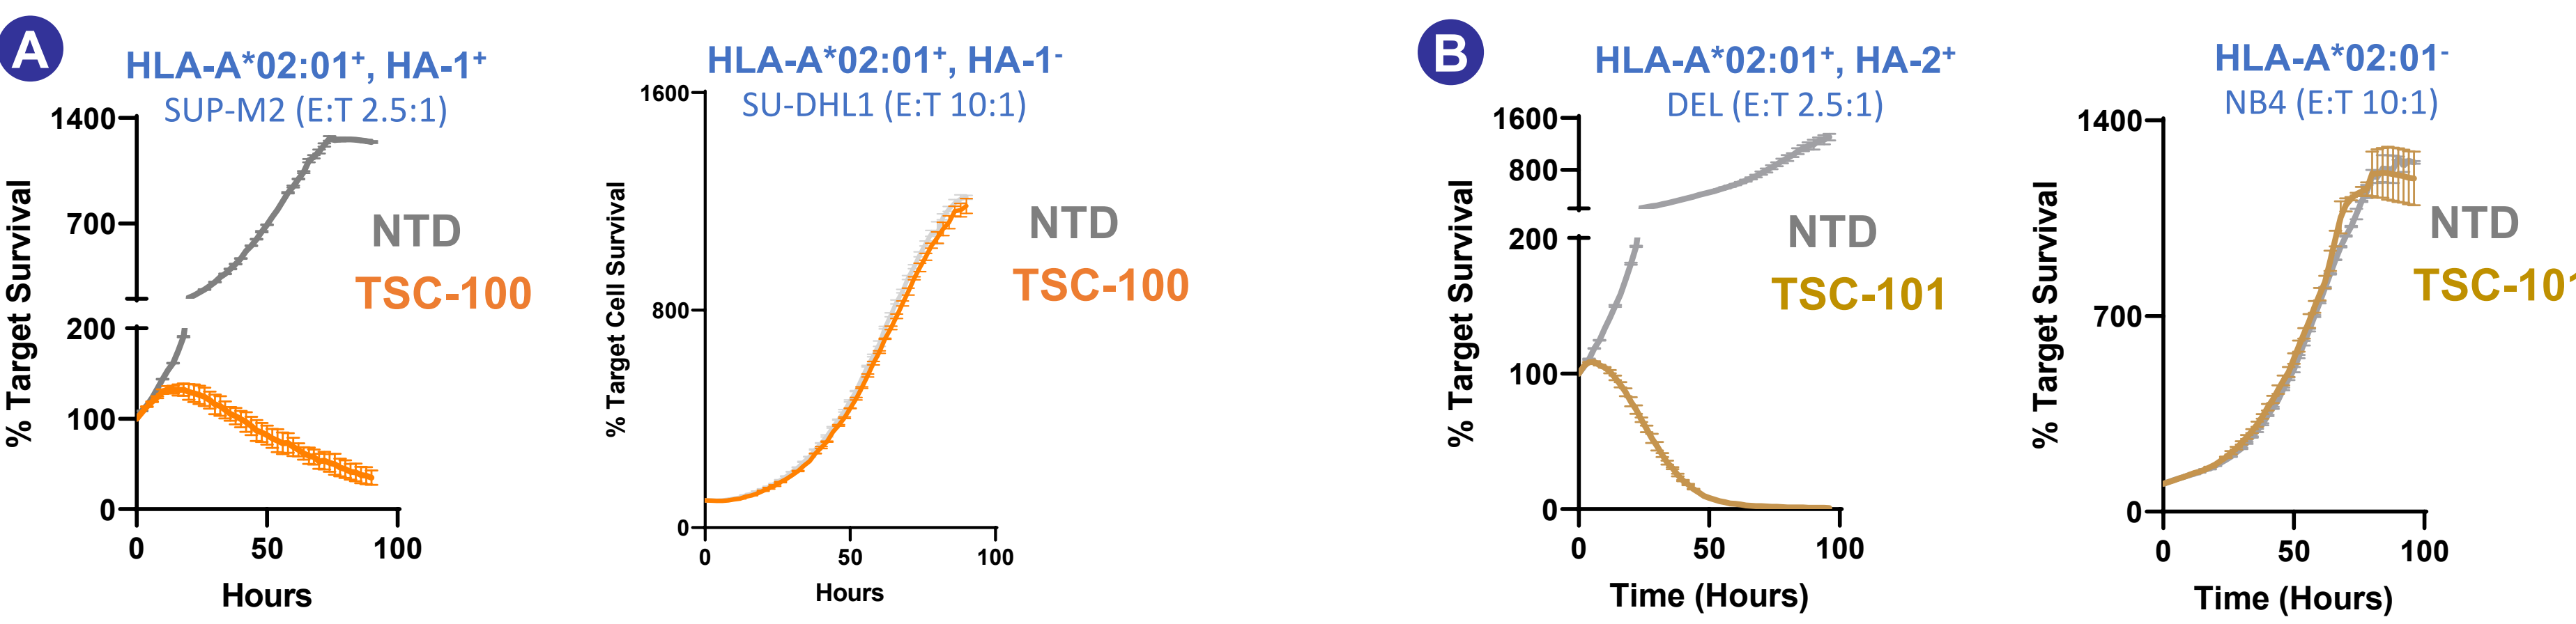 A
HLA-A*02:01⁺, HA-1⁺
SUP-M2 (E:T 2.5:1)
% Target Survival
1400
700
200
100
0
NTD
TSC-100
0 50 100
Hours
HLA-A*02:01⁺, HA-1⁻
SU-DHL1 (E:T 10:1)
% Target Cell Survival
1600
800
0
NTD
TSC-100
0 50 100
Hours
B
HLA-A*02:01⁺, HA-2⁺
DEL (E:T 2.5:1)
% Target Survival
1600
800
200
100
0
NTD
TSC-101
0 50 100
Time (Hours)
HLA-A*02:01⁻
NB4 (E:T 10:1)
% Target Survival
1400
700
0
NTD
TSC-101
0 50 100
Time (Hours)